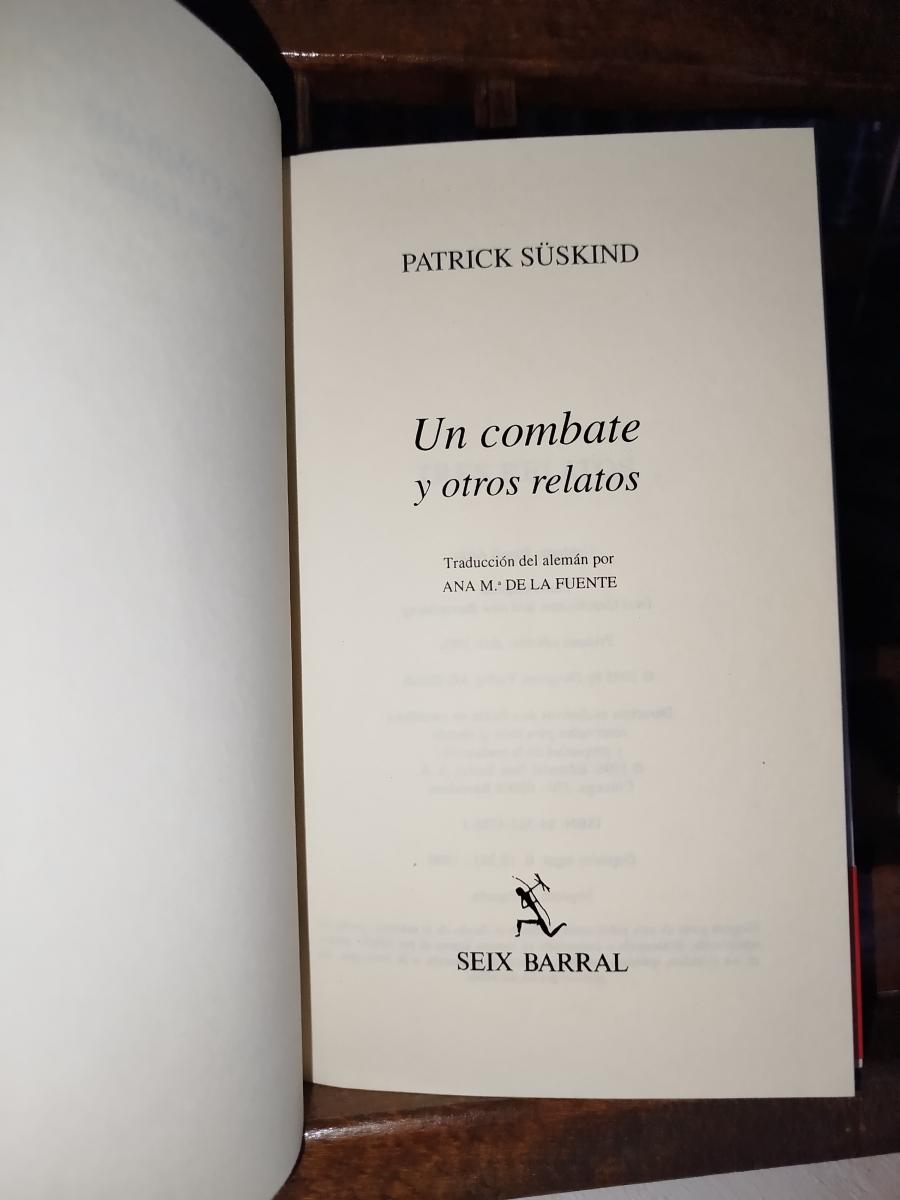 PATRICK SÜSKIND
Un combate
y otros relatos
Traducción del alemán por
ANA M.ª DE LA FUENTE
SEIX BARRAL